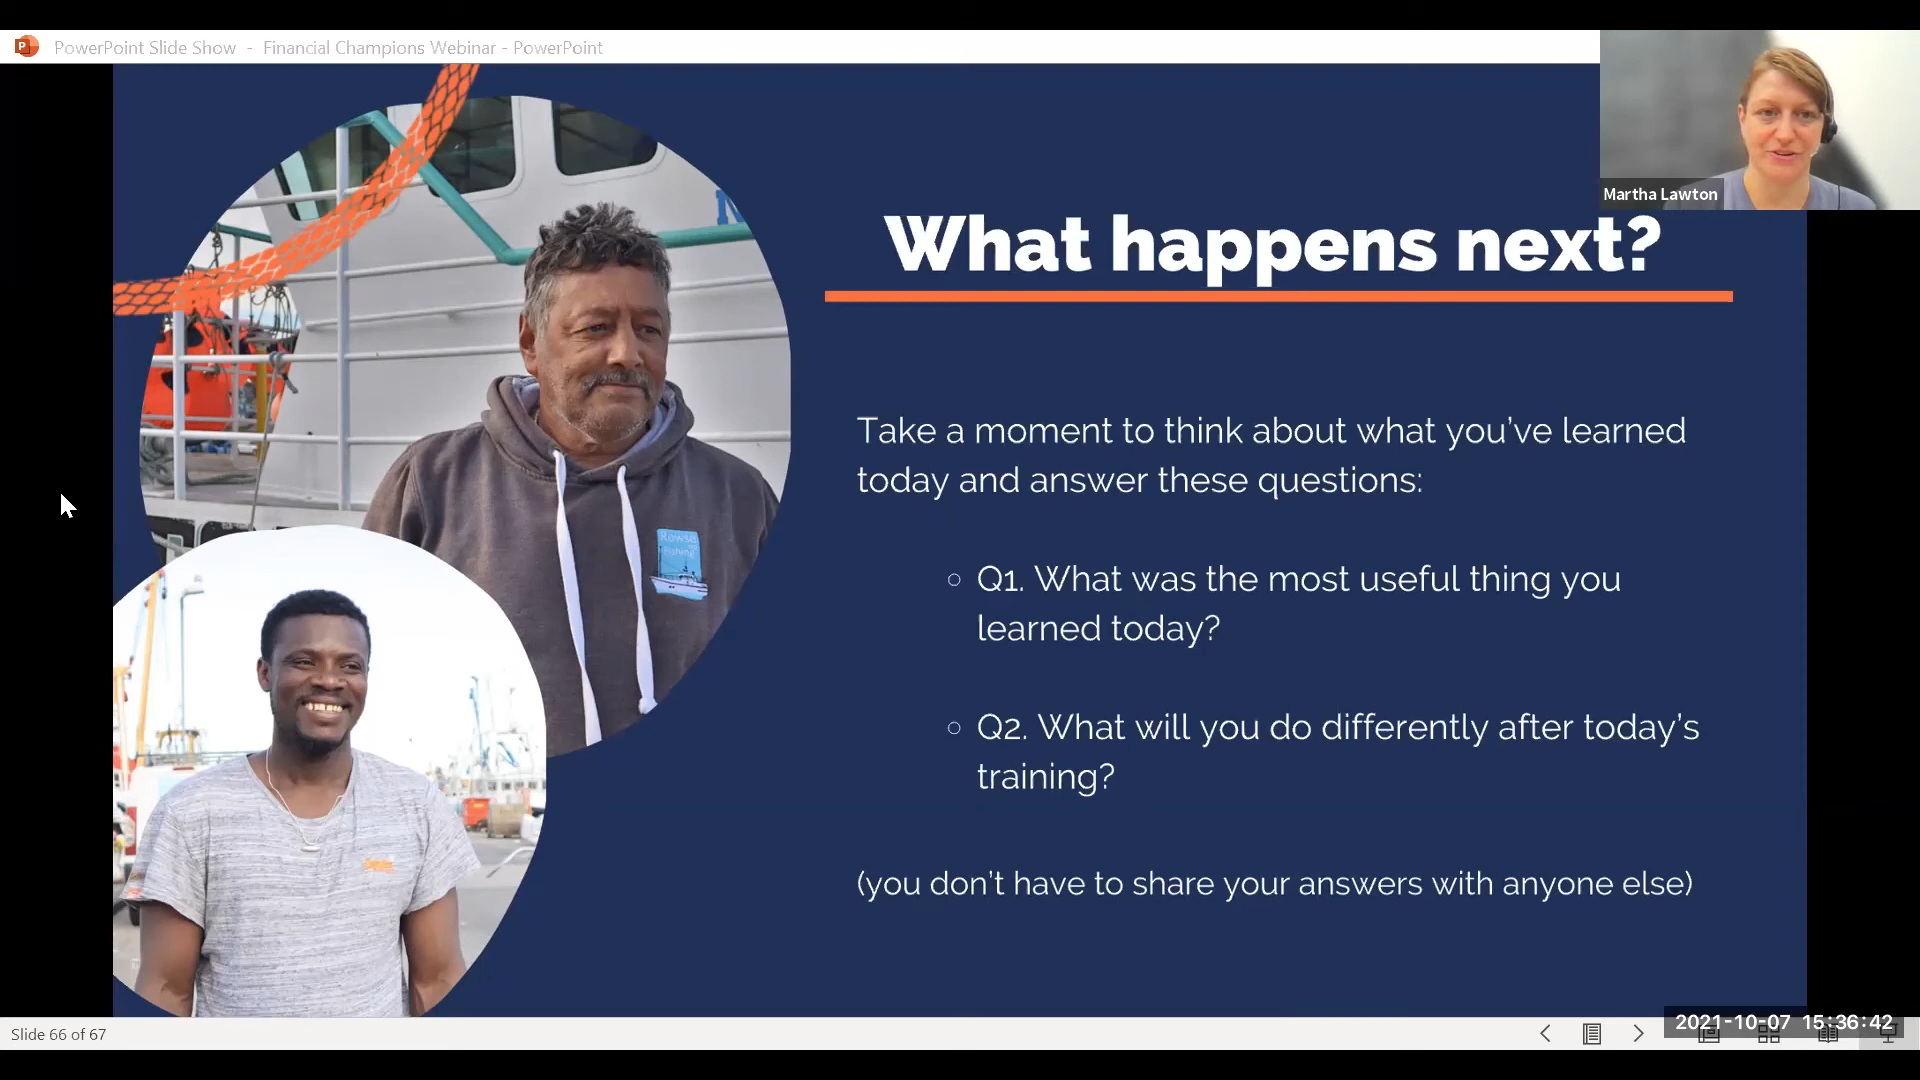 PowerPoint Slide Show - Financial Champions Webinar - PowerPoint
Martha Lawton
What happens next?
Take a moment to think about what you've learned
today and answer these questions:
Q1. What was the most useful thing you
learned today?
Q2. What will you do differently after today's
training?
(you don't have to share your answers with anyone else)
Rowse
Fishing
Slide 66 of 67
2021-10-07 15:36:42